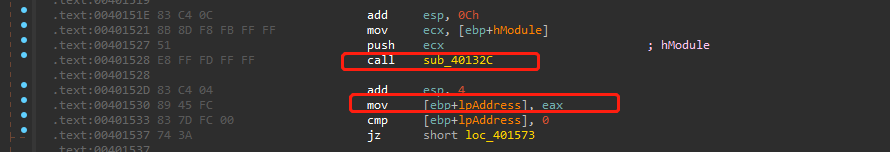 .text:00401519
.text:0040151E 83 C4 0C add esp, 0Ch
.text:00401521 8B 8D F8 FB FF FF mov ecx, [ebp+hModule]
.text:00401527 51 push ecx ; hModule
.text:00401528 E8 FF FD FF FF call sub_40132C
.text:00401528
.text:0040152D 83 C4 04 add esp, 4
.text:00401530 89 45 FC mov [ebp+lpAddress], eax
.text:00401533 83 7D FC 00 cmp [ebp+lpAddress], 0
.text:00401537 74 3A jz short loc_401573
.text:00401537